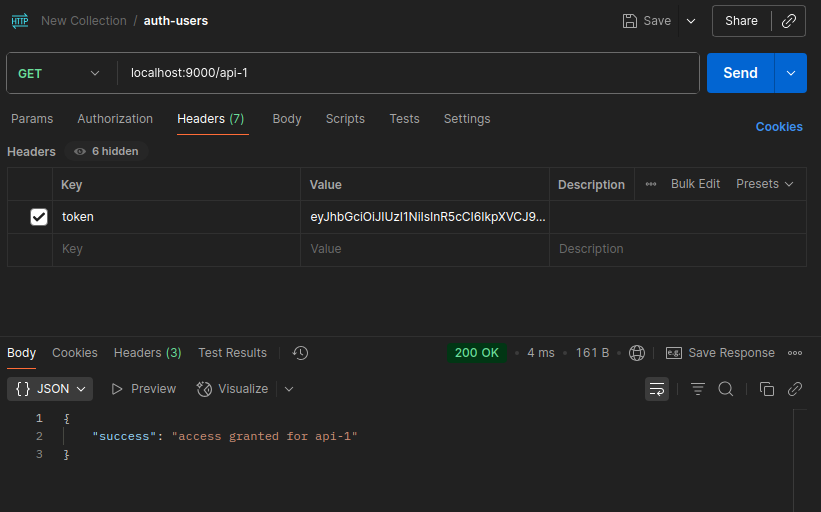 HTTP New Collection / auth-users Save Share
GET localhost:9000/api-1 Send
Params Authorization Headers (7) Body Scripts Tests Settings Cookies
Headers 6 hidden
Key Value Description ••• Bulk Edit Presets
token eyJhbGciOiJIUzI1NiIsInR5cCI6IkpXVCJ9...
Key Value Description
Body Cookies Headers (3) Test Results 200 OK • 4 ms • 161 B e.g. Save Response
{} JSON Preview Visualize
1 {
2 "success": "access granted for api-1"
3 }